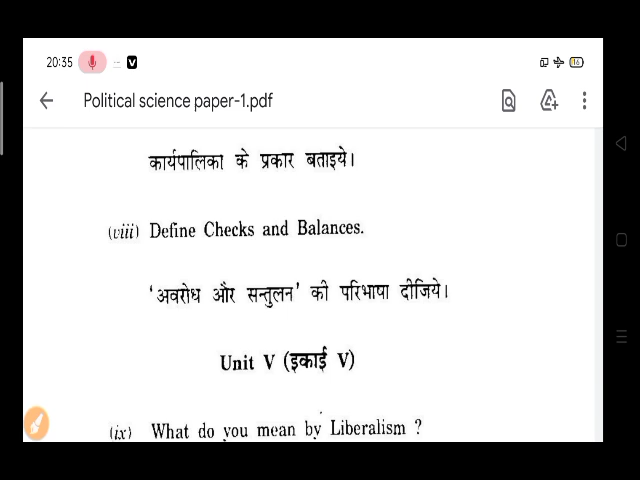 20:35 ... V 16
Political science paper-1.pdf
कार्यपालिका के प्रकार बताइये।
(viii) Define Checks and Balances.
'अवरोध और सन्तुलन' की परिभाषा दीजिये।
Unit V (इकाई V)
(ix) What do you mean by Liberalism ?